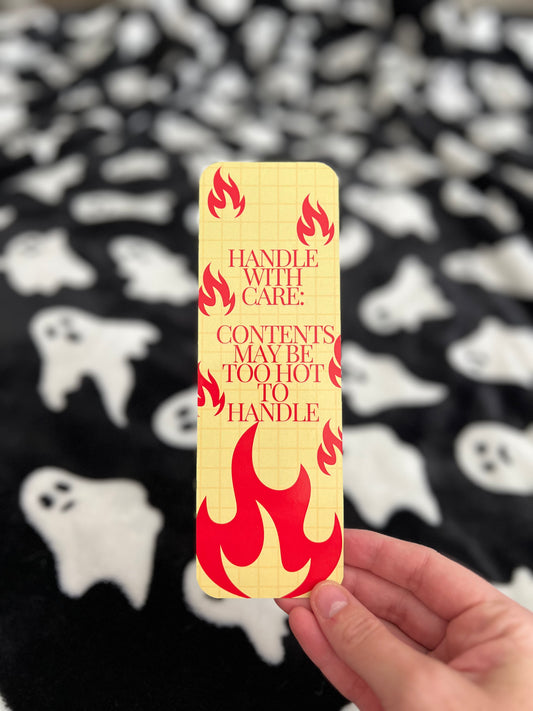 HANDLE
WITH
CARE:
CONTENTS
MAY BE
TOO HOT
TO
HANDLE